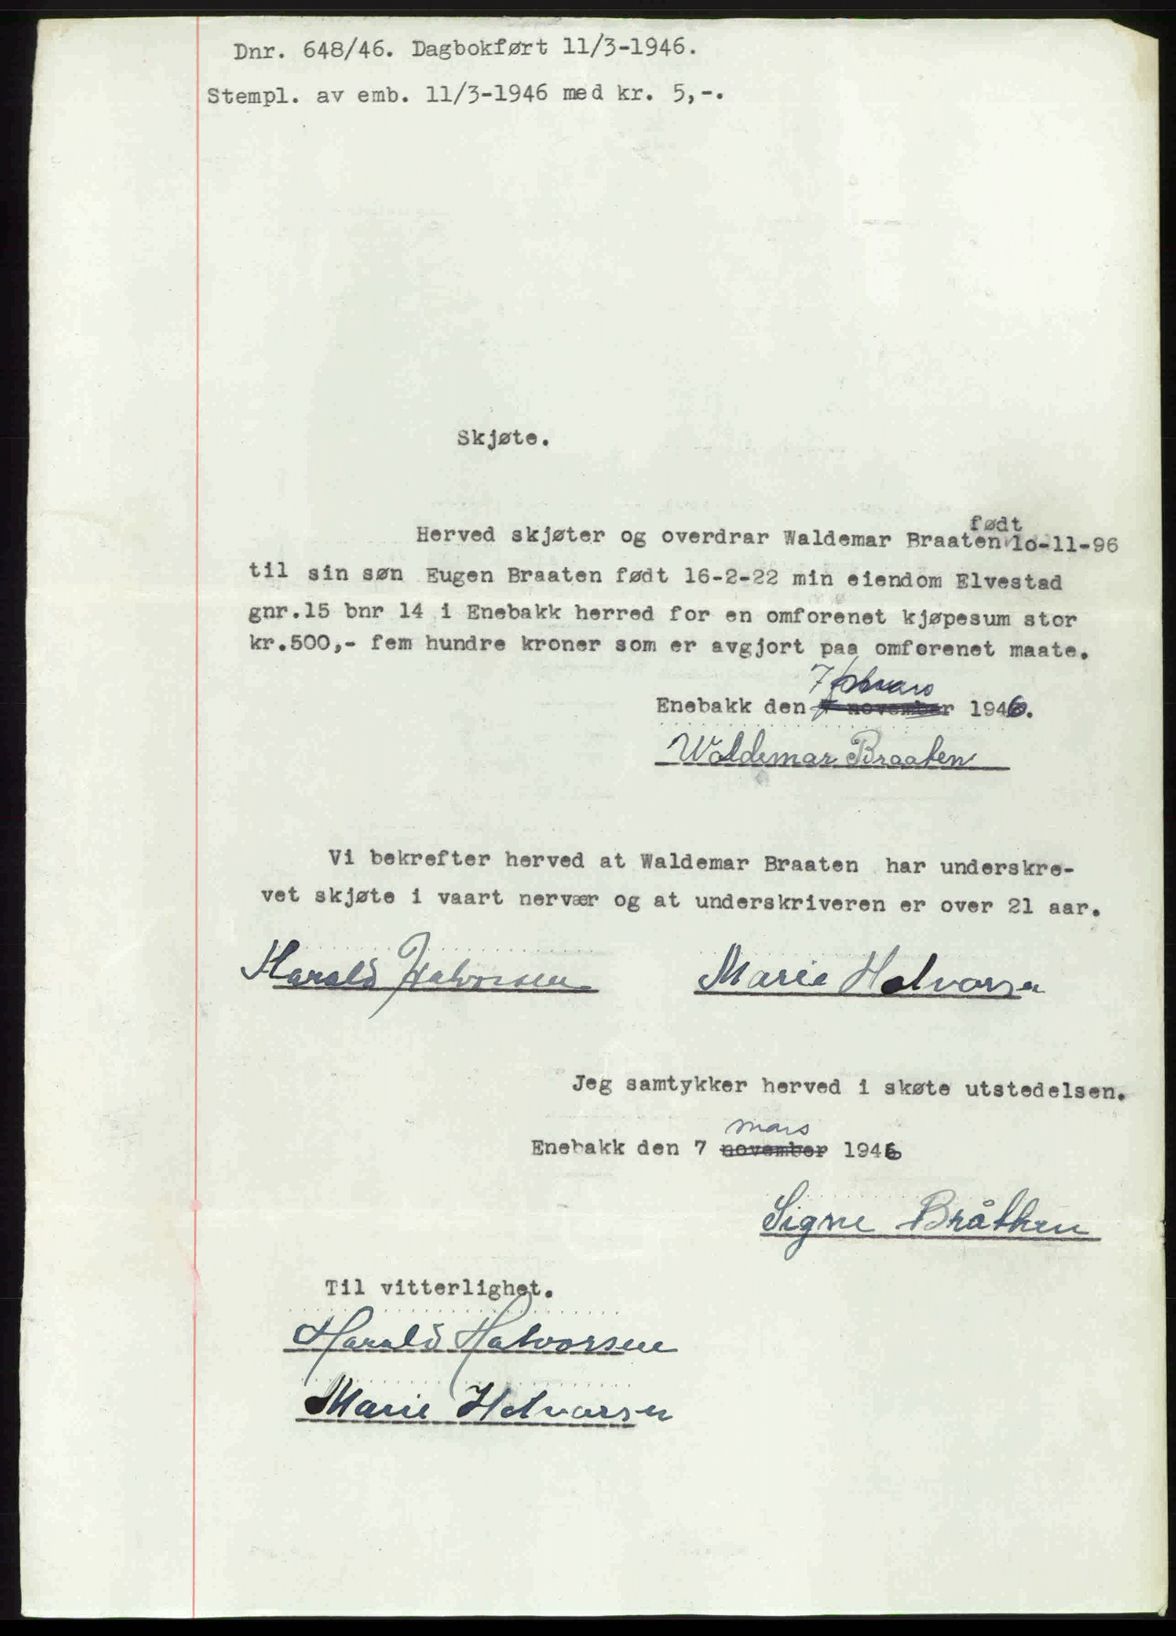 Dnr. 648/46. Dagbokført 11/3-1946.
Stempl. av emb. 11/3-1946 med kr. 5,-.
Skjøte.
født
Herved skjøter og overdrar Waldemar Braaten 10-11-96
til sin søn Eugen Braaten født 16-2-22 min eiendom Elvestad
gnr.15 bnr 14 i Enebakk herred for en omforenet kjøpesum stor
kr.500,- fem hundre kroner som er avgjort paa omforenet maate.
7
Enebakk den november 1946.
Waldemar Braaten
Vi bekrefter herved at Waldemar Braaten har underskre-
vet skjøte i vaart nervær og at underskriveren er over 21 aar.
Harald Halvorsen Marie Halvorsen
Jeg samtykker herved i skøte utstedelsen.
mars
Enebakk den 7 november 1946
Signe Bråthen
Til vitterlighet.
Harald Halvorsen
Marie Halvorsen